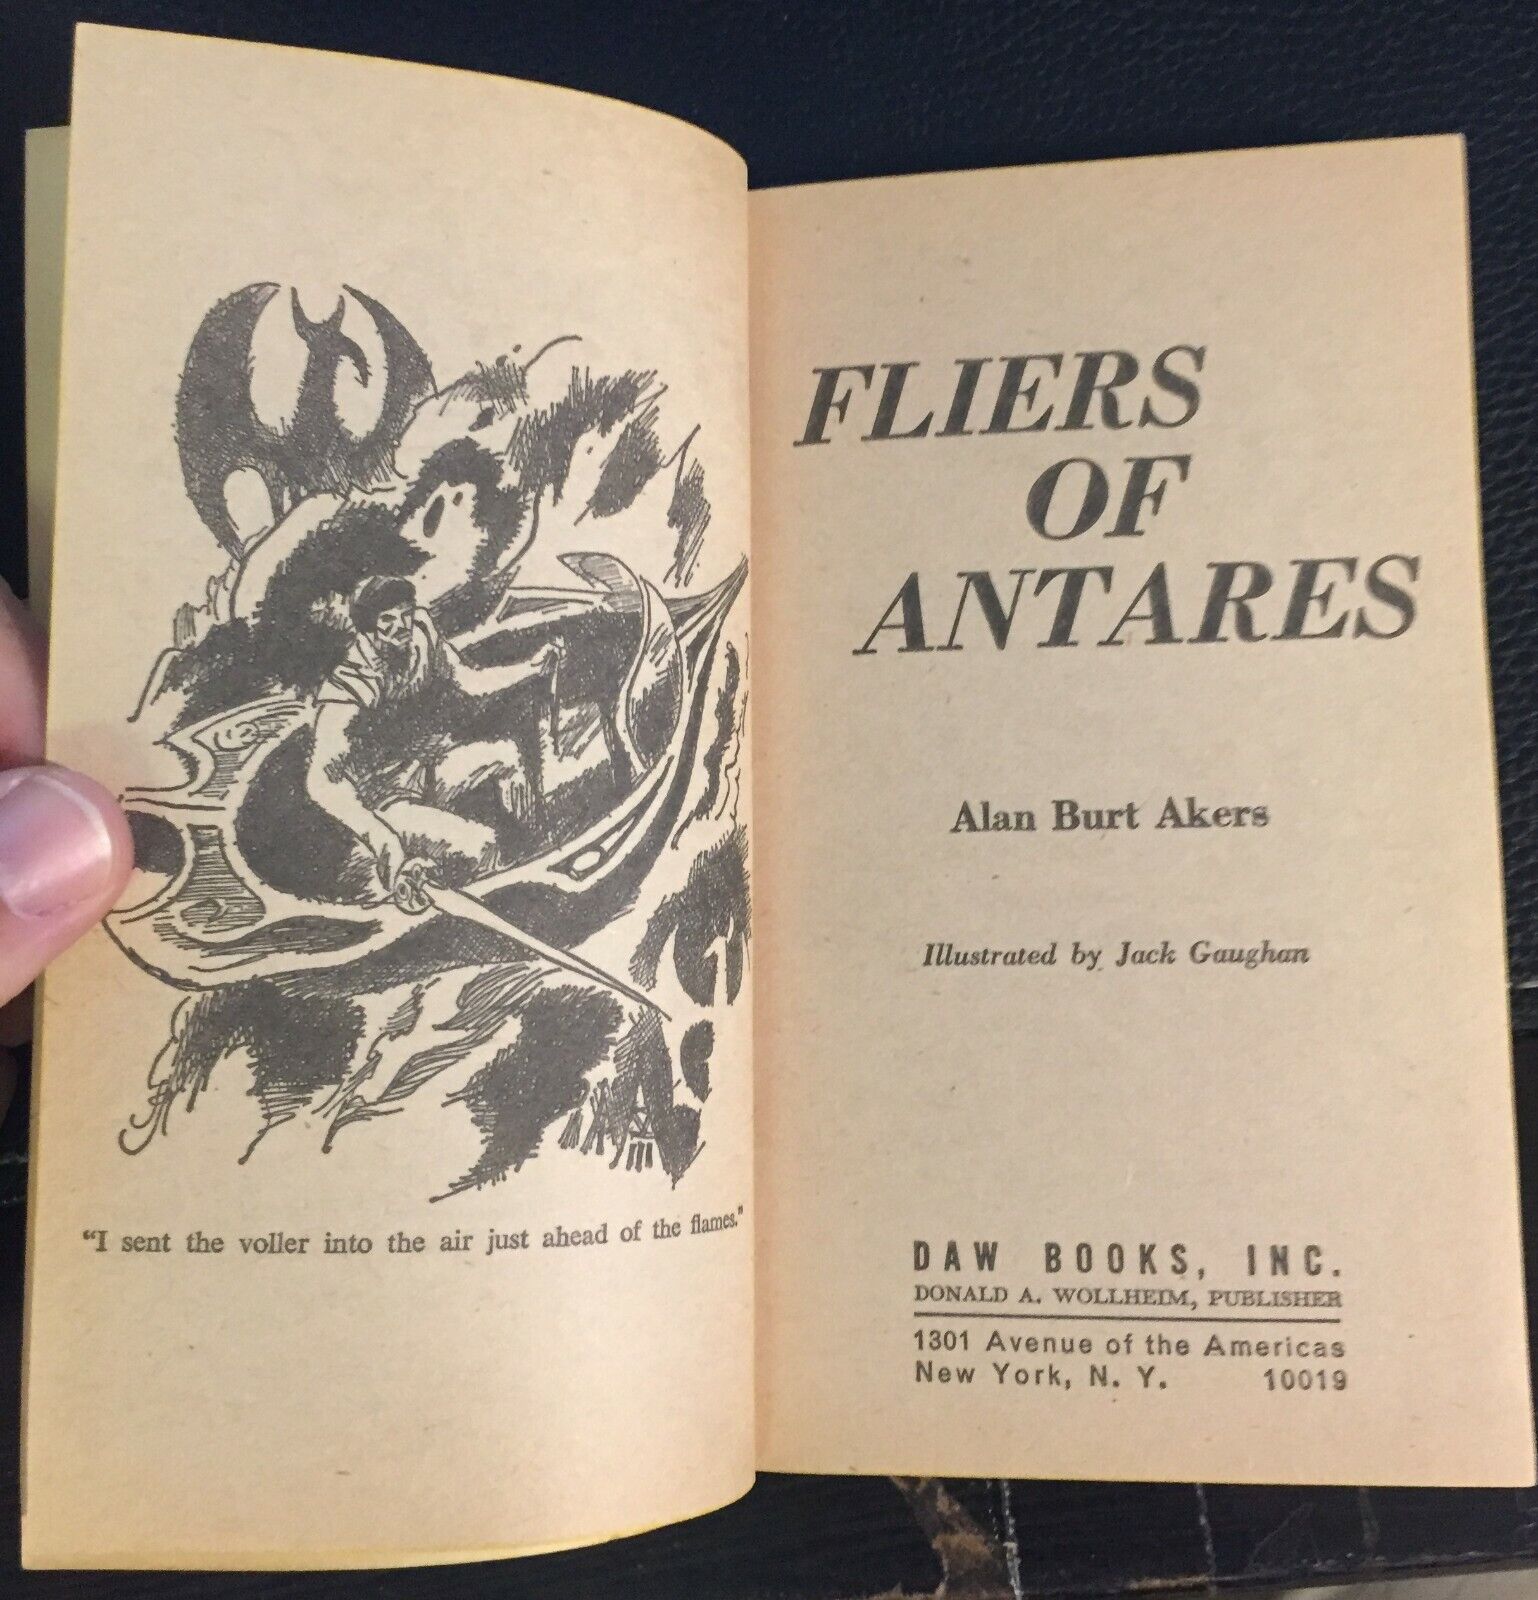 "I sent the voller into the air just ahead of the flames."
FLIERS
OF
ANTARES
Alan Burt Akers
Illustrated by Jack Gaughan
DAW BOOKS, INC.
DONALD A. WOLLHEIM, PUBLISHER
1301 Avenue of the Americas
New York, N. Y. 10019